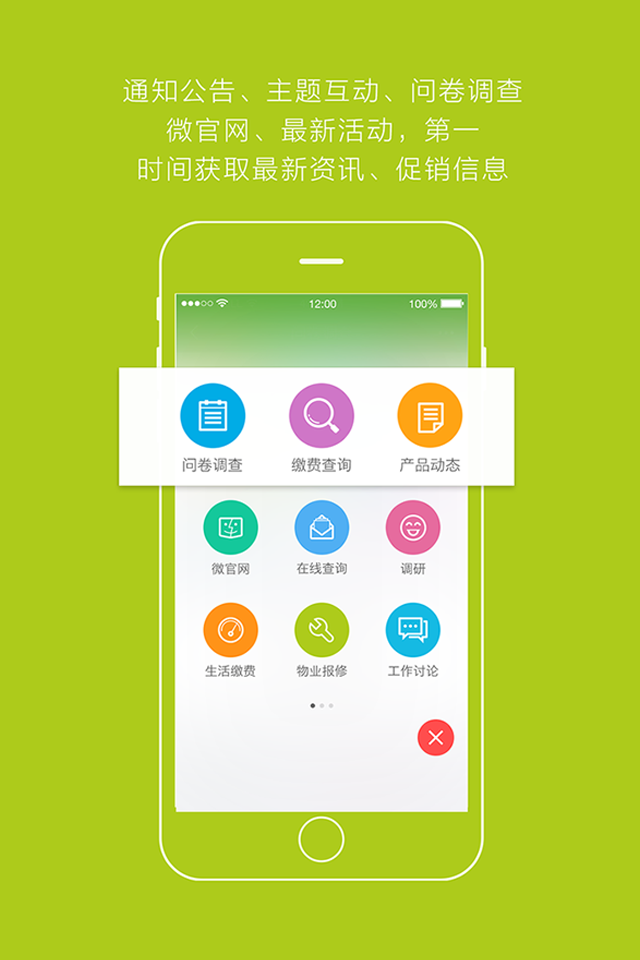 通知公告、主题互动、问卷调查
微官网、最新活动，第一
时间获取最新资讯、促销信息
12:00 100%
问卷调查 缴费查询 产品动态
微官网 在线查询 调研
生活缴费 物业报修 工作讨论